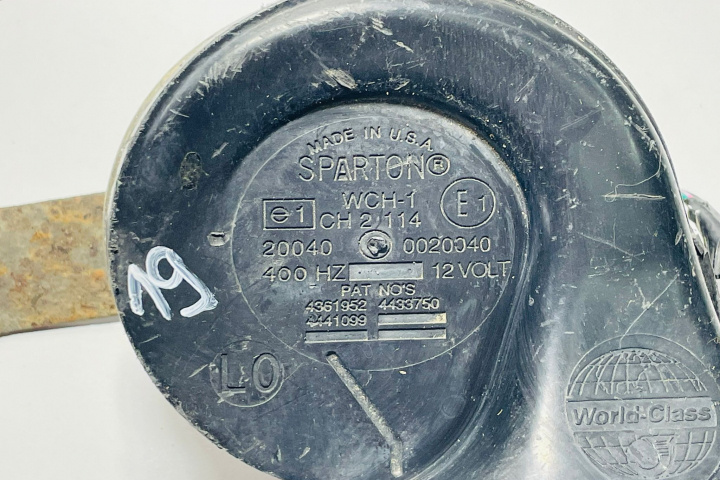 MADE IN U.S.A.
SPARTON®
WCH-1
e1 CH 2/114 E1
20040 0020040
400 HZ 12 VOLT
PAT NO'S
4361952 4433750
4441099
19
LO
World-Class